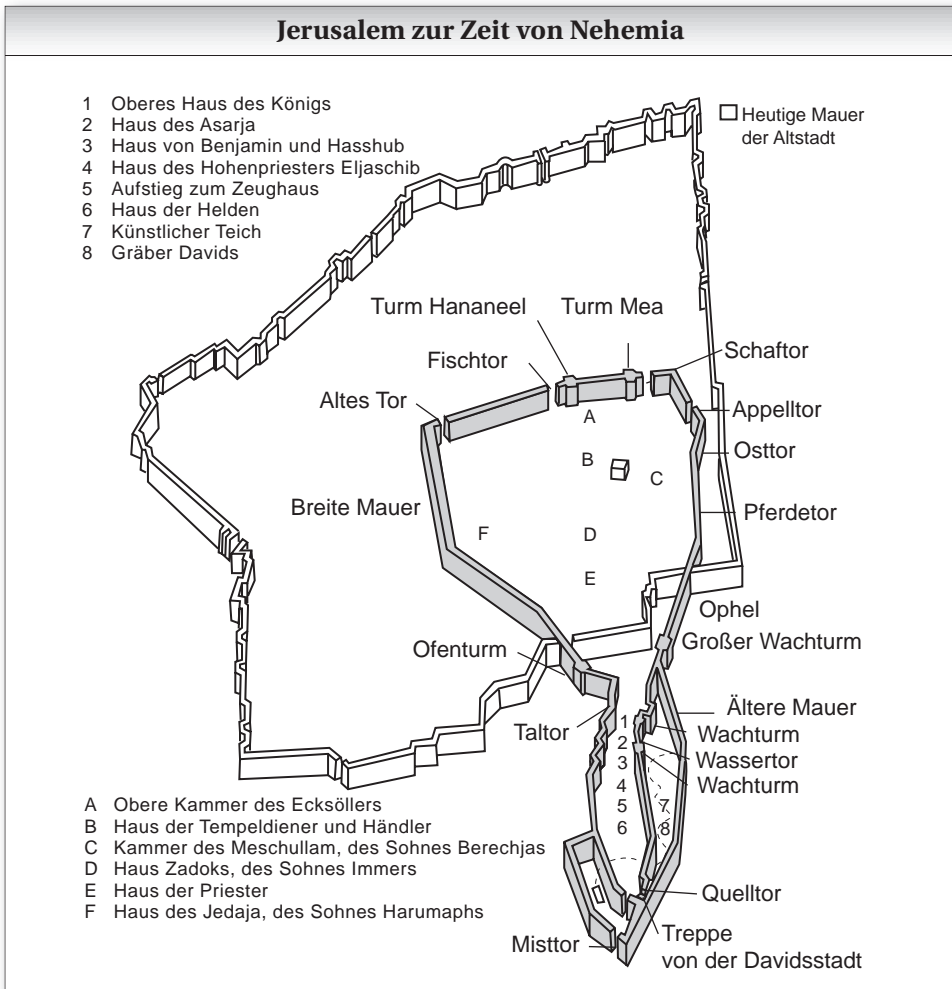 Jerusalem zur Zeit von Nehemia
1 Oberes Haus des Königs
2 Haus des Asarja
3 Haus von Benjamin und Hasshub
4 Haus des Hohenpriesters Eljaschib
5 Aufstieg zum Zeughaus
6 Haus der Helden
7 Künstlicher Teich
8 Gräber Davids
Heutige Mauer
der Altstadt
Turm Hananeel
Turm Mea
Fischtor
Schaftor
Altes Tor
Appelltor
A
Osttor
B
C
Breite Mauer
Pferdetor
F
D
E
Ophel
Ofenturm
Großer Wachturm
Taltor
Ältere Mauer
1
Wachturm
2
Wassertor
3
Wachturm
4
5
7
6
8
A Obere Kammer des Ecksöllers
B Haus der Tempeldiener und Händler
C Kammer des Meschullam, des Sohnes Berechjas
D Haus Zadoks, des Sohnes Immers
E Haus der Priester
F Haus des Jedaja, des Sohnes Harumaphs
Quelltor
Misttor
Treppe
von der Davidsstadt